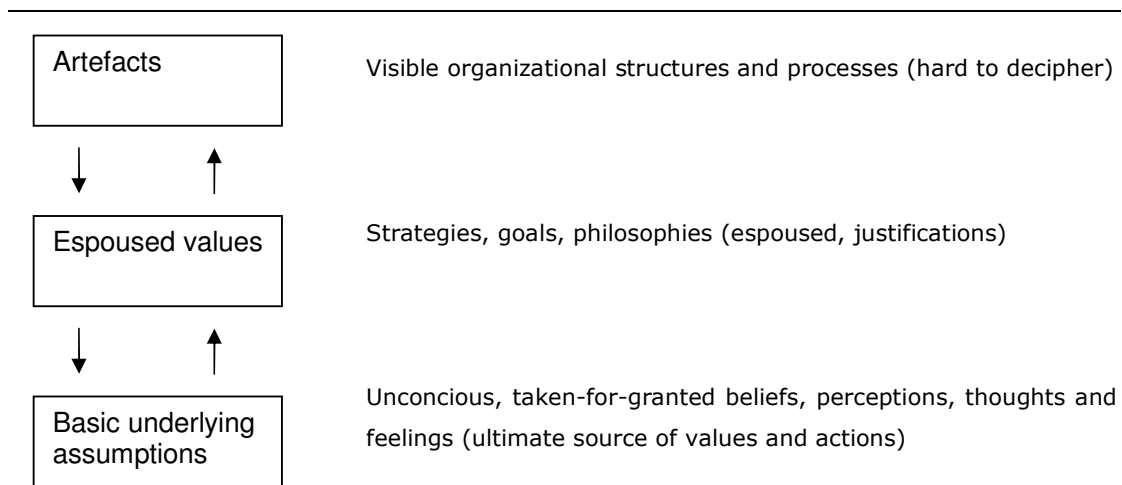 Artefacts
Visible organizational structures and processes (hard to decipher)
Espoused values
Strategies, goals, philosophies (espoused, justifications)
Basic underlying
assumptions
Unconcious, taken-for-granted beliefs, perceptions, thoughts and
feelings (ultimate source of values and actions)